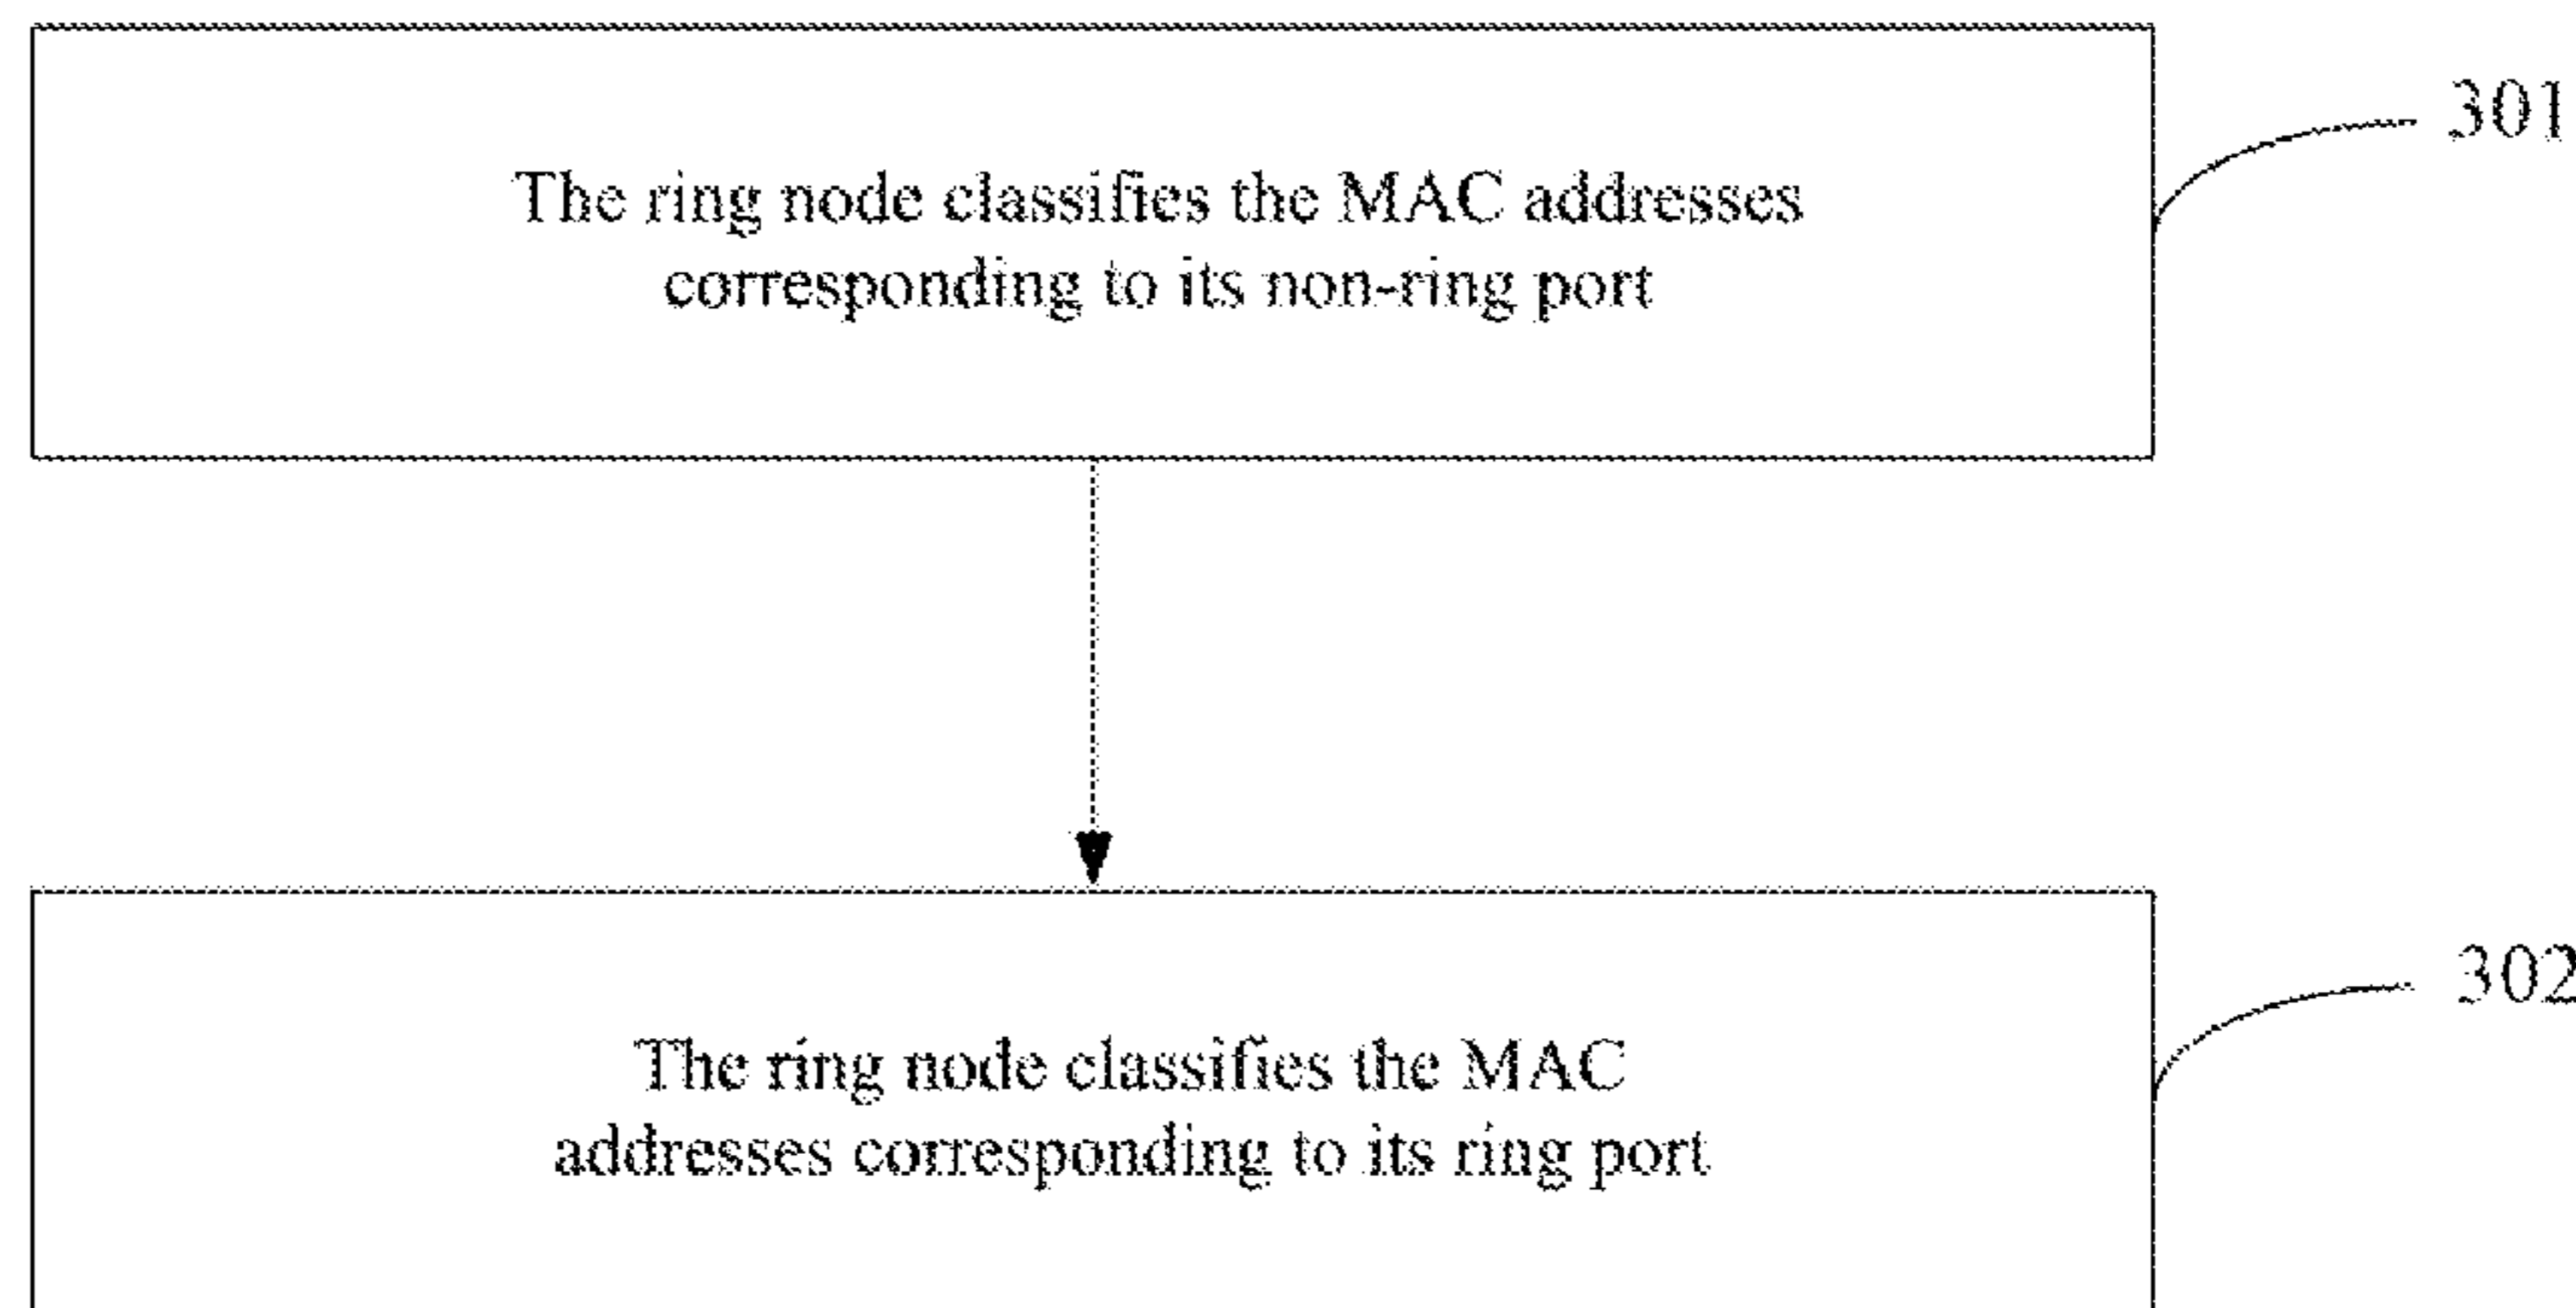 The ring node classifies the MAC addresses
corresponding to its non-ring port
301
The ring node classifies the MAC
addresses corresponding to its ring port
302